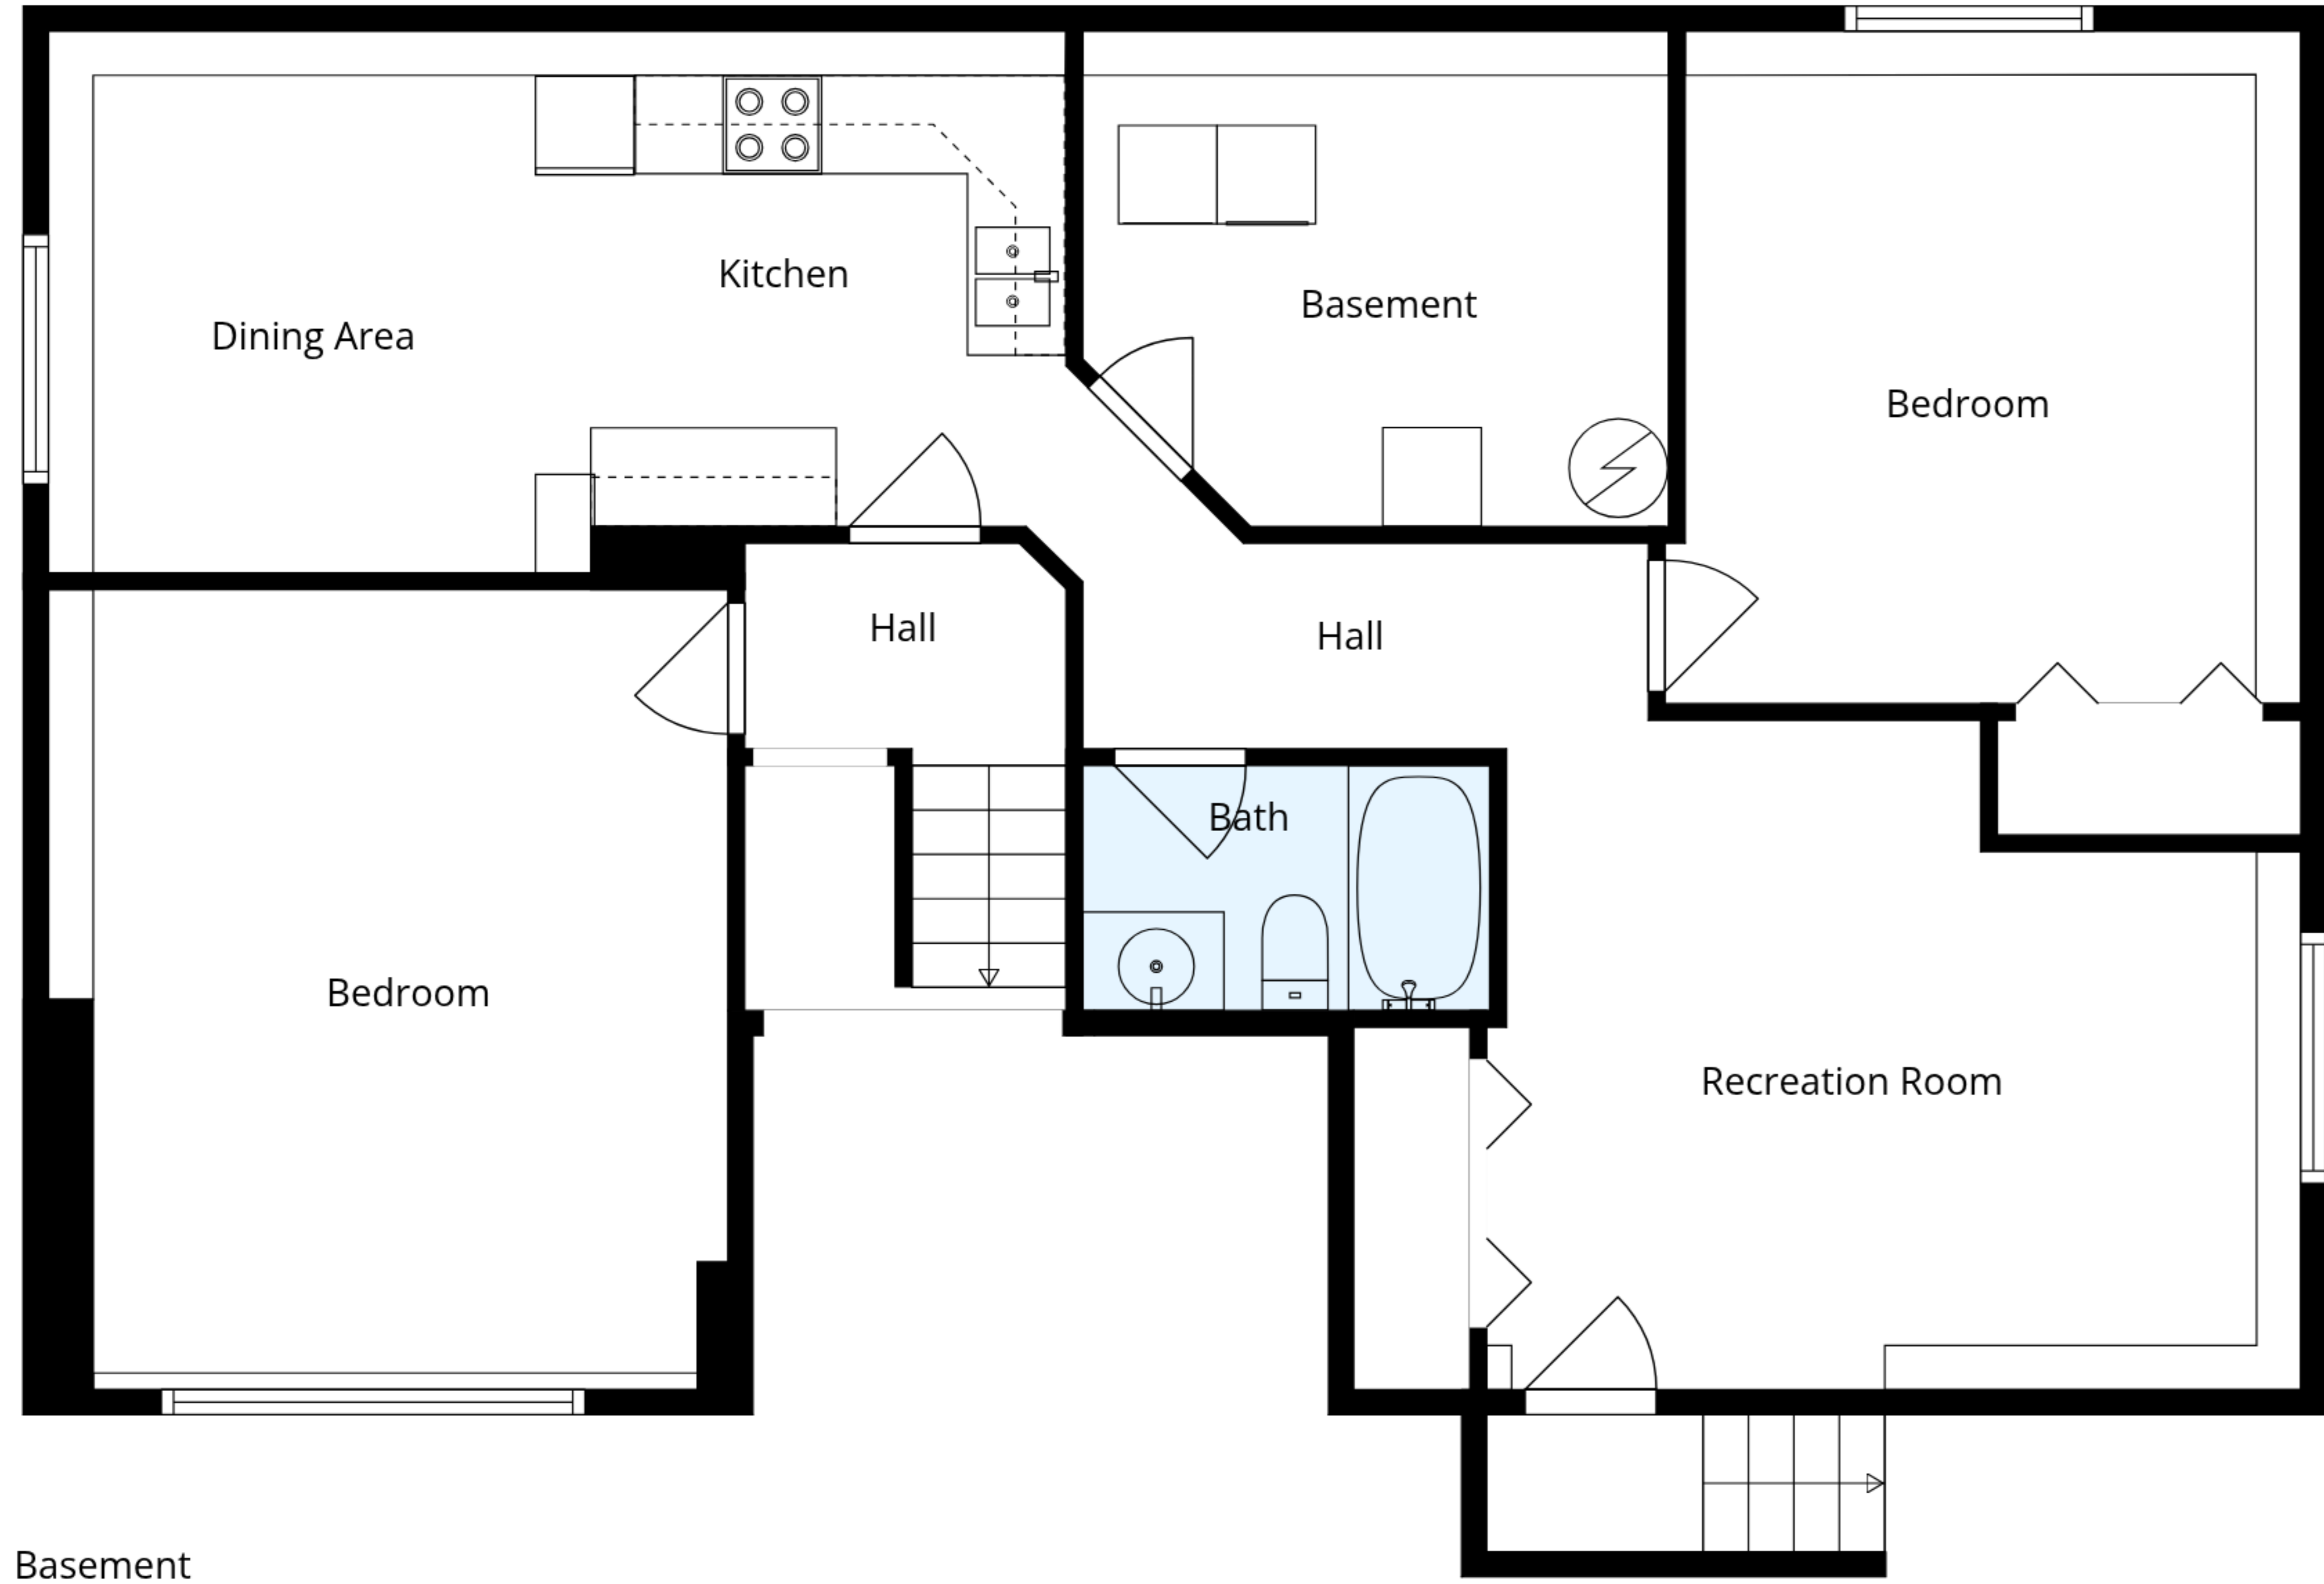 Kitchen
Dining Area
Basement
Bedroom
Hall
Hall
Bath
Bedroom
Recreation Room
Basement